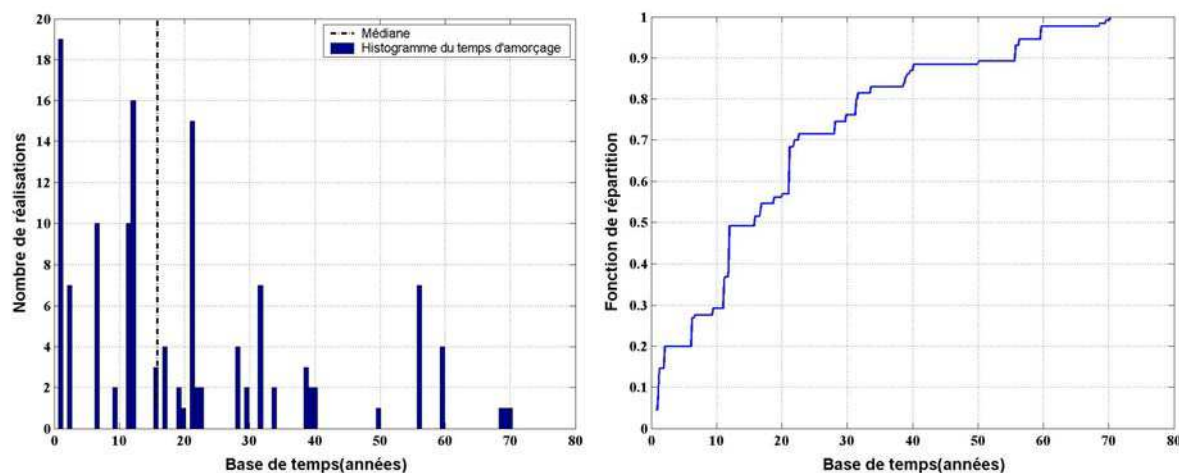 20
18
16
14
12
10
8
6
4
2
0
Nombre de réalisations
Médiane
Histogramme du temps d'amorçage
0 10 20 30 40 50 60 70 80
Base de temps(années)
1
0.9
0.8
0.7
0.6
0.5
0.4
0.3
0.2
0.1
0
Fonction de répartition
0 10 20 30 40 50 60 70 80
Base de temps(années)